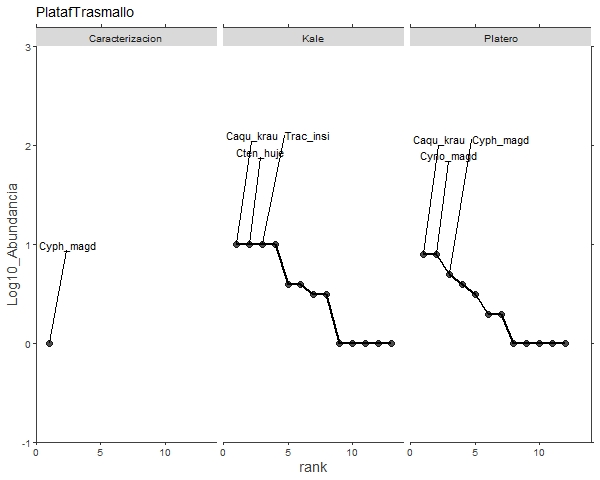 PlatafTrasmallo
Caracterizacion
Kale
Platero
Log10_Abundancia
3
2
1
0
-1
Cyph_magd
Caqu_krau
Trac_insi
Cten_huje
Caqu_krau
Cyph_magd
Cyno_magd
0 5 10
0 5 10
0 5 10
rank